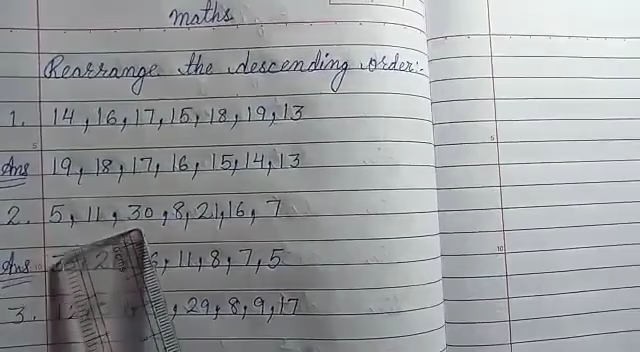 maths
Rearrange the descending order:-
1. 14, 16, 17, 15, 18, 19, 13
Ans 19, 18, 17, 16, 15, 14, 13
2. 5, 11, 30, 8, 21, 16, 7
Ans 11, 8, 7, 5
3. 29, 8, 9, 17